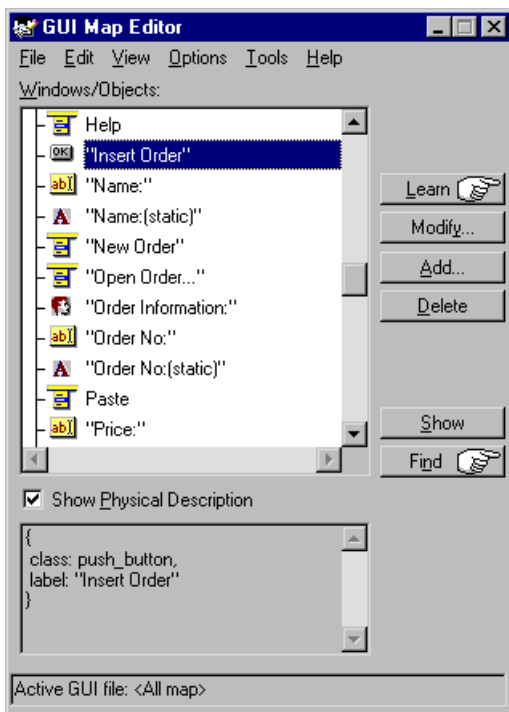 GUI Map Editor
File Edit View Options Tools Help
Windows/Objects:
Help
OK "Insert Order"
ab "Name:"
A "Name:(static)"
"New Order"
"Open Order..."
"Order Information:"
ab "Order No:"
A "Order No:(static)"
Paste
ab "Price:"
Learn
Modify...
Add...
Delete
Show
Find
Show Physical Description
{
class: push_button,
label: "Insert Order"
}
Active GUI file: <All map>